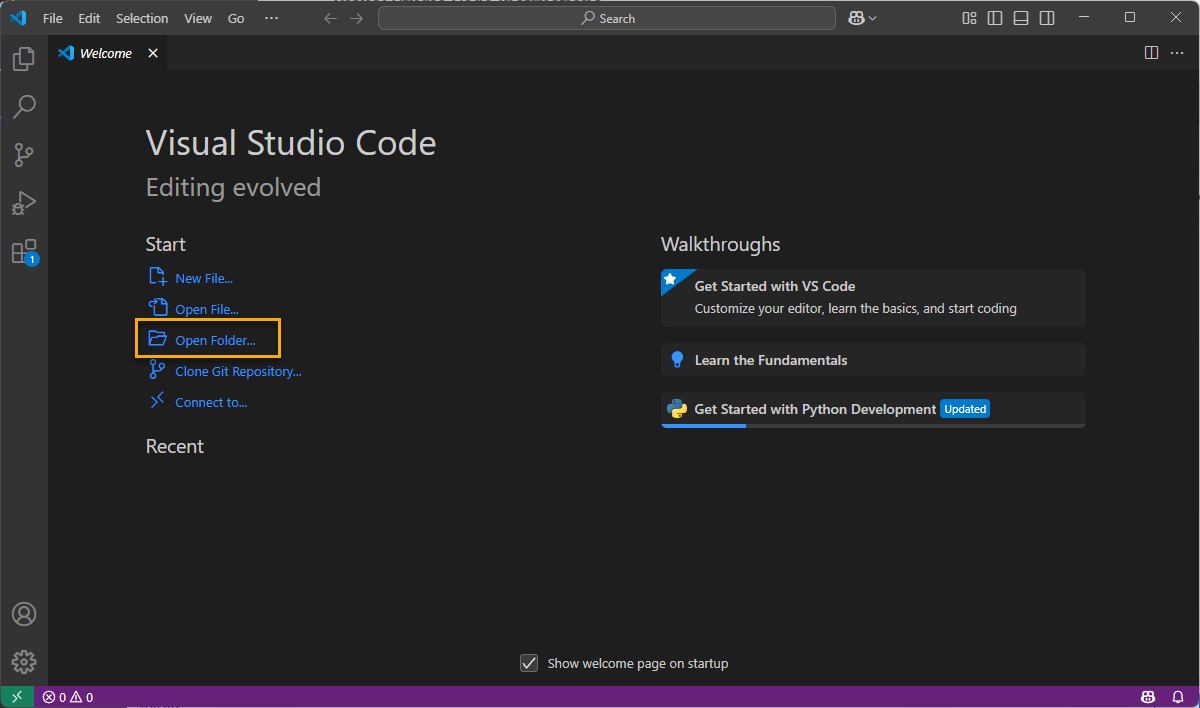 File Edit Selection View Go ··· Search
Welcome
Visual Studio Code
Editing evolved
Start
New File...
Open File...
Open Folder...
Clone Git Repository...
Connect to...
Recent
Walkthroughs
Get Started with VS Code
Customize your editor, learn the basics, and start coding
Learn the Fundamentals
Get Started with Python Development Updated
1
Show welcome page on startup
0 0